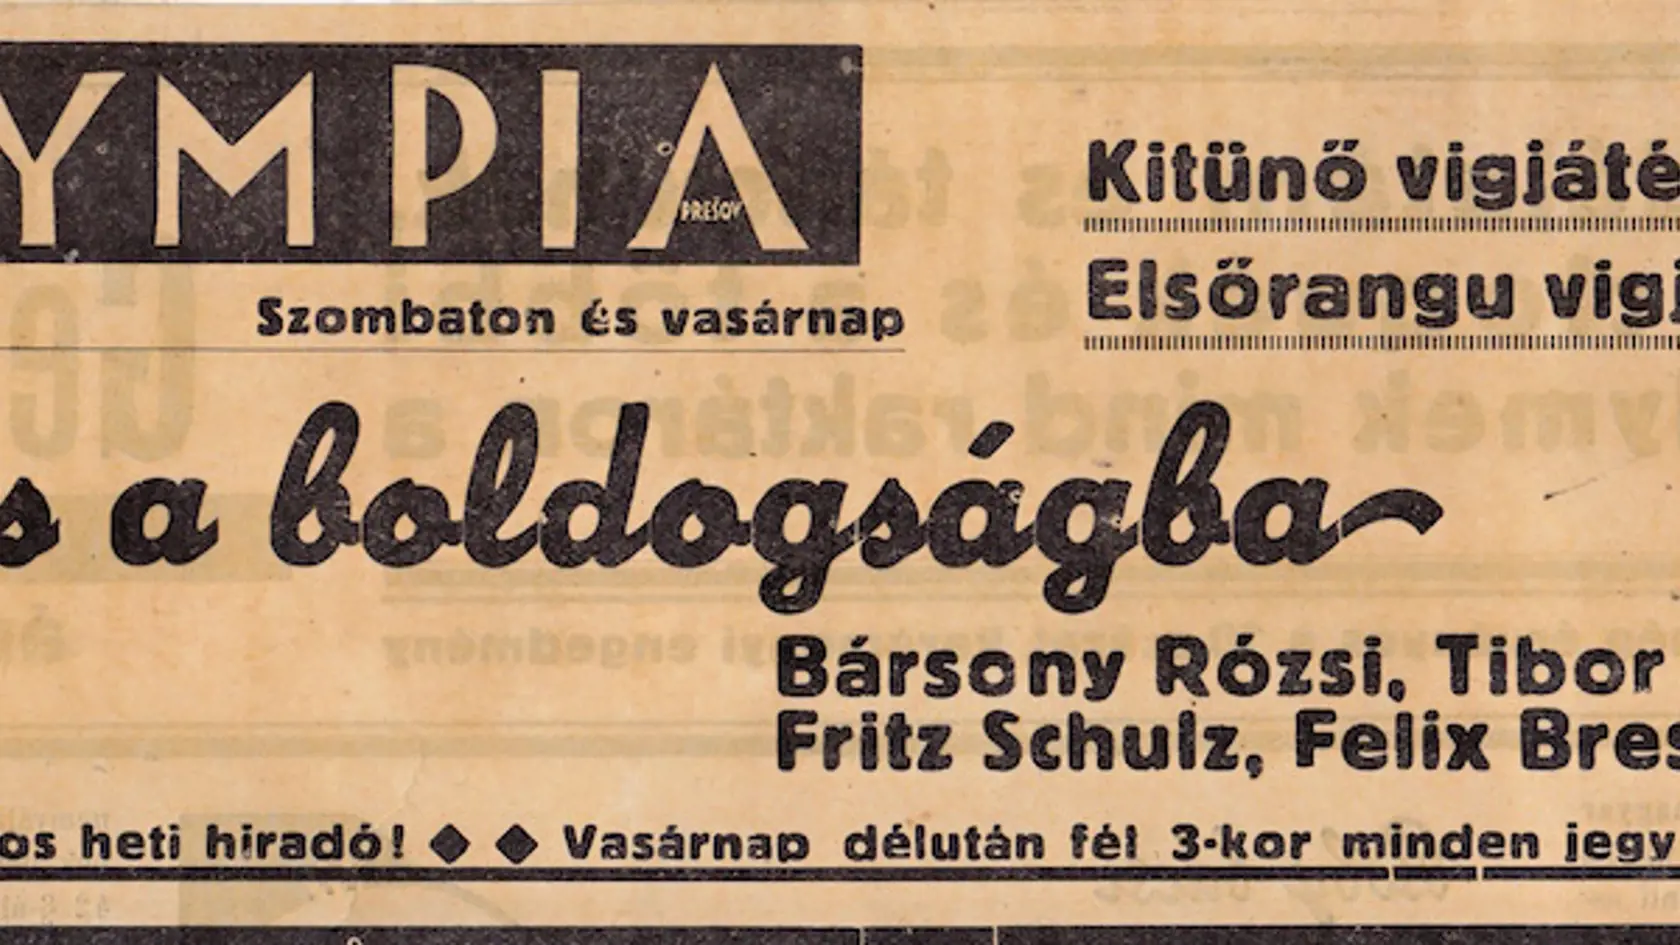 YMPIA
PREŠOV
Szombaton és vasárnap
Kitünő vigjáté
Elsőrangu vigj
s a boldogságba
Bársony Rózsi, Tibor
Fritz Schulz, Felix Bres
os heti hiradó! ◆ ◆ Vasárnap délután fél 3-kor minden jegy